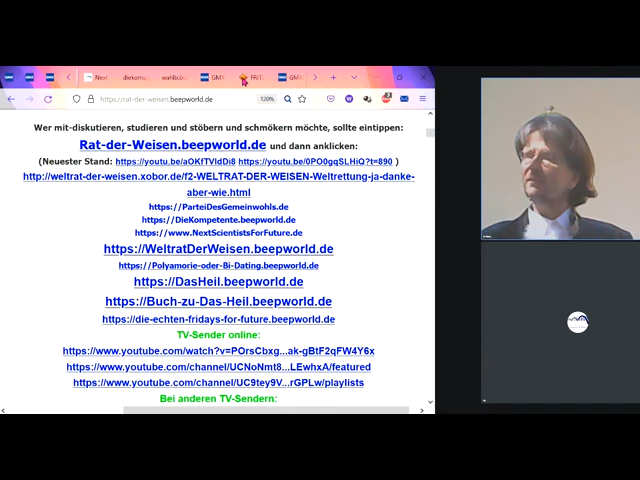 Next
diekom
wahlb.b
GMX
FRIT
GMX
https://rat-der-weisen.beepworld.de
120%
Wer mit-diskutieren, studieren und stöbern und schmökern möchte, sollte eintippen:
Rat-der-Weisen.beepworld.de und dann anklicken:
(Neuester Stand: https://youtu.be/aOKfTVldDi8 https://youtu.be/0PO0gqSLHiQ?t=890 )
http://weltrat-der-weisen.xobor.de/f2-WELTRAT-DER-WEISEN-Weltrettung-ja-danke-
aber-wie.html
https://ParteiDesGemeinwohls.de
https://DieKompetente.beepworld.de
https://www.NextScientistsForFuture.de
https://WeltratDerWeisen.beepworld.de
https://Polyamorie-oder-Bi-Dating.beepworld.de
https://DasHeil.beepworld.de
https://Buch-zu-Das-Heil.beepworld.de
https://die-echten-fridays-for-future.beepworld.de
TV-Sender online:
https://www.youtube.com/watch?v=POrsCbxg...ak-gBtF2qFW4Y6x
https://www.youtube.com/channel/UCNoNmt8...LEwhxA/featured
https://www.youtube.com/channel/UC9tey9V...rGPLw/playlists
Bei anderen TV-Sendern: